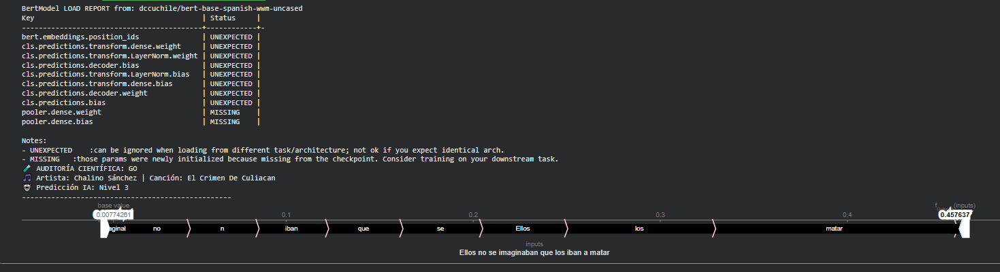 BertModel LOAD REPORT from: dccuchile/bert-base-spanish-wwm-uncased
Key | Status |
-------------------------------------------+------------+-
bert.embeddings.position_ids | UNEXPECTED |
cls.predictions.transform.dense.weight | UNEXPECTED |
cls.predictions.transform.LayerNorm.weight | UNEXPECTED |
cls.predictions.decoder.bias | UNEXPECTED |
cls.predictions.transform.LayerNorm.bias | UNEXPECTED |
cls.predictions.transform.dense.bias | UNEXPECTED |
cls.predictions.decoder.weight | UNEXPECTED |
cls.predictions.bias | UNEXPECTED |
pooler.dense.weight | MISSING |
pooler.dense.bias | MISSING |
Notes:
- UNEXPECTED :can be ignored when loading from different task/architecture; not ok if you expect identical arch.
- MISSING :those params were newly initialized because missing from the checkpoint. Consider training on your downstream task.
AUDITORÍA CIENTÍFICA: GO
Artista: Chalino Sánchez | Canción: El Crimen De Culiacan
Predicción IA: Nivel 3
--------------------------------------------------
base value (inputs)
0.00774261 0.1 0.2 0.3 0.4 0.457637
aginal no n iban que se Ellos los matar
inputs
Ellos no se imaginaban que los iban a matar